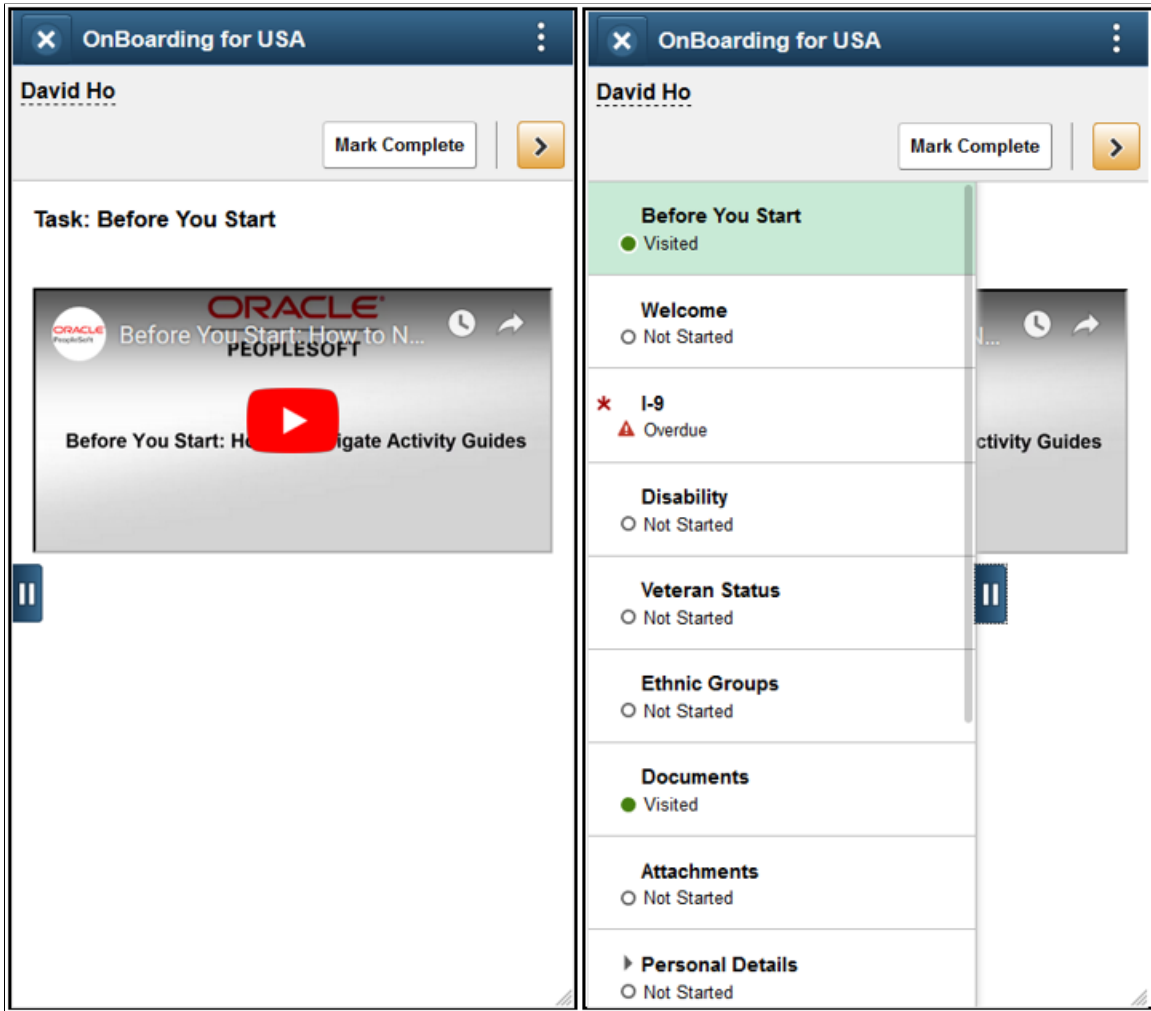 OnBoarding for USA
David Ho
Mark Complete
Task: Before You Start
ORACLE
ORACLE
PeopleSoft
Before You Start: How to N...
PEOPLESOFT
Before You Start: H igate Activity Guides
OnBoarding for USA
David Ho
Mark Complete
Before You Start
Visited
Welcome
Not Started
I-9
Overdue
Disability
Not Started
Veteran Status
Not Started
Ethnic Groups
Not Started
Documents
Visited
Attachments
Not Started
Personal Details
Not Started
N...
ctivity Guides